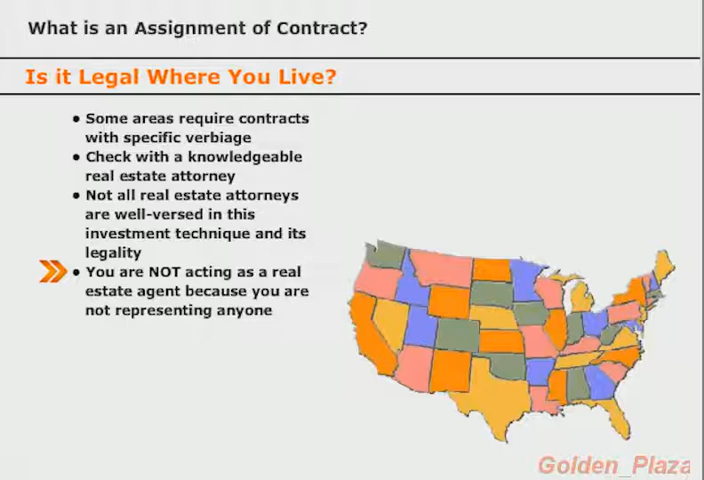 What is an Assignment of Contract?
Is it Legal Where You Live?
● Some areas require contracts
with specific verbiage
● Check with a knowledgeable
real estate attorney
● Not all real estate attorneys
are well-versed in this
investment technique and its
legality
● You are NOT acting as a real
estate agent because you are
not representing anyone
Golden_Plaza